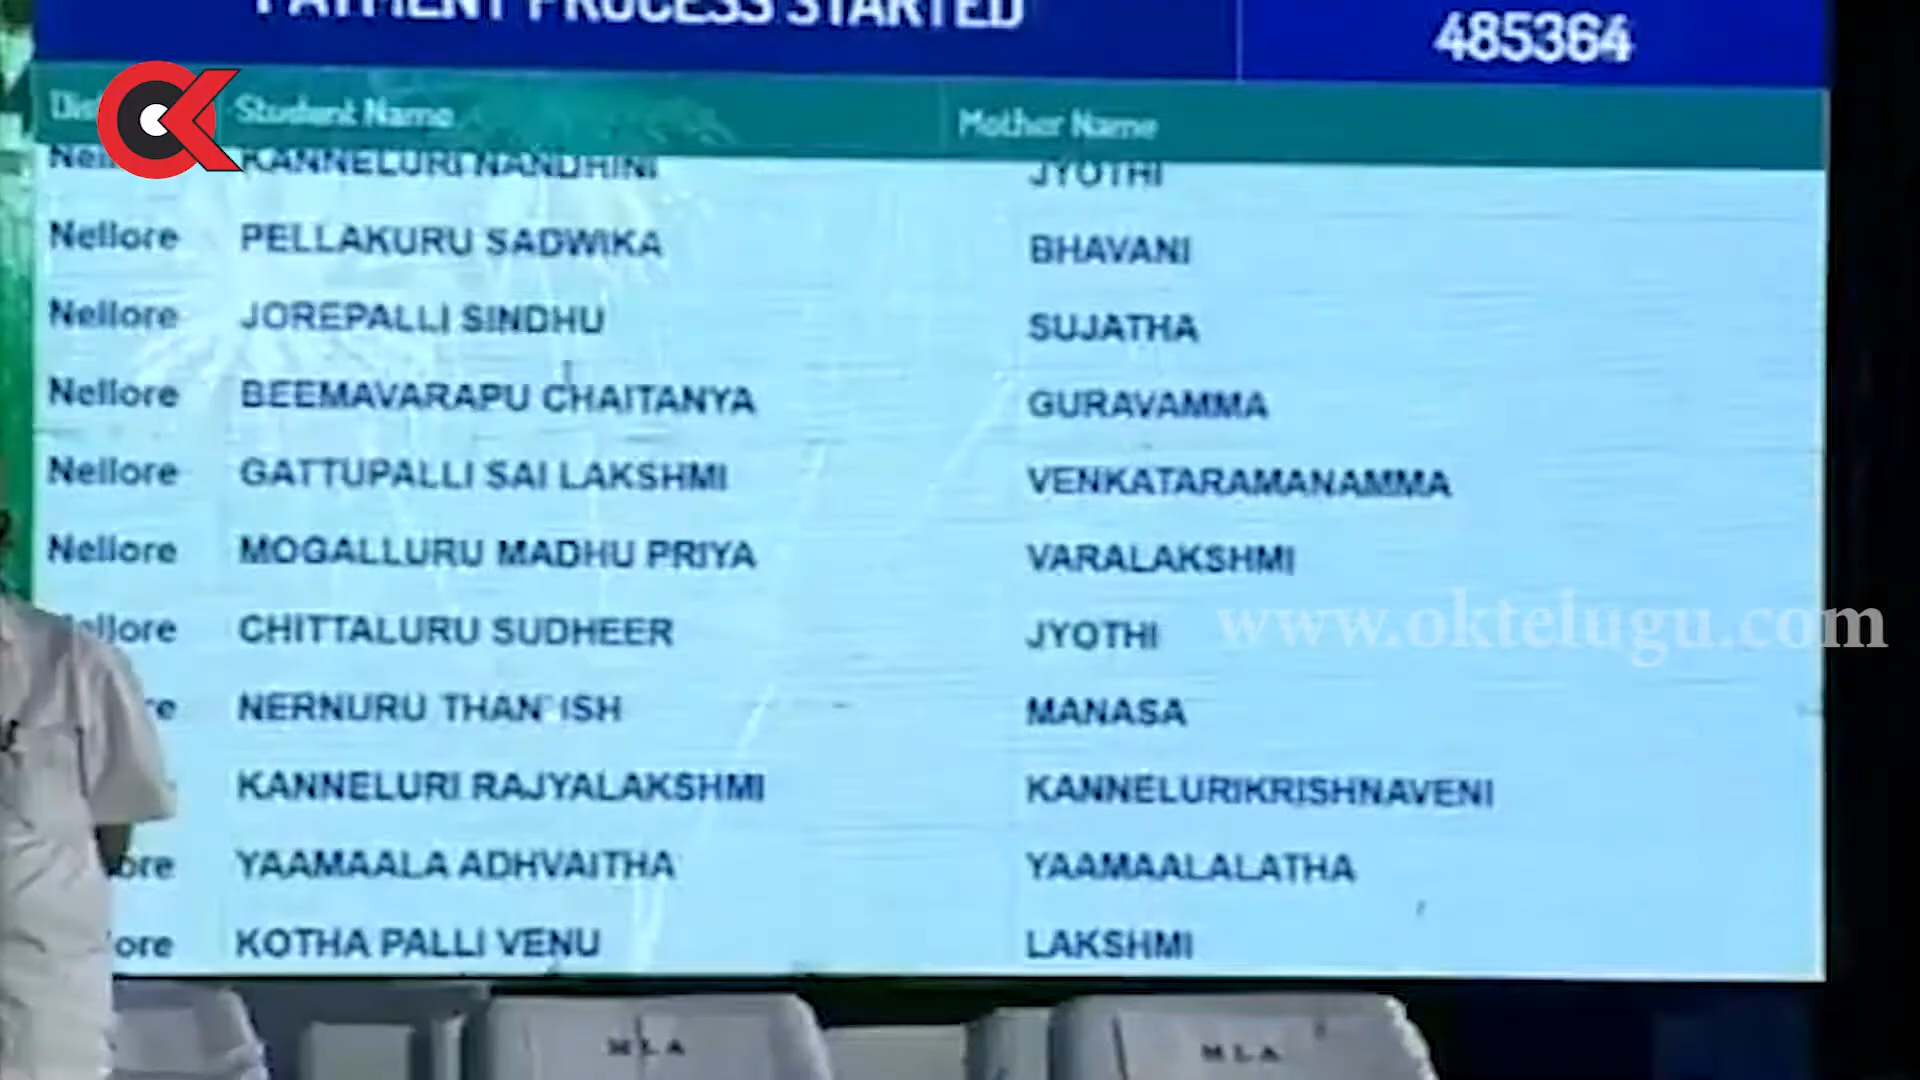 PAYMENT PROCESS STARTED 485364
Student Name Mother Name
KANNELURI NANDHINI JYOTHI
Nellore PELLAKURU SADWIKA BHAVANI
Nellore JOREPALLI SINDHU SUJATHA
Nellore BEEMAVARAPU CHAITANYA GURAVAMMA
Nellore GATTUPALLI SAI LAKSHMI VENKATARAMANAMMA
Nellore MOGALLURU MADHU PRIYA VARALAKSHMI
CHITTALURU SUDHEER JYOTHI
www.oktelugu.com
NERNURU MANASA
KANNELURI RAJYALAKSHMI KANNELURIKRISHNAVENI
YAAMAALA ADHVAITHA YAAMAALALATHA
KOTHA PALLI VENU LAKSHMI
MLA MLA